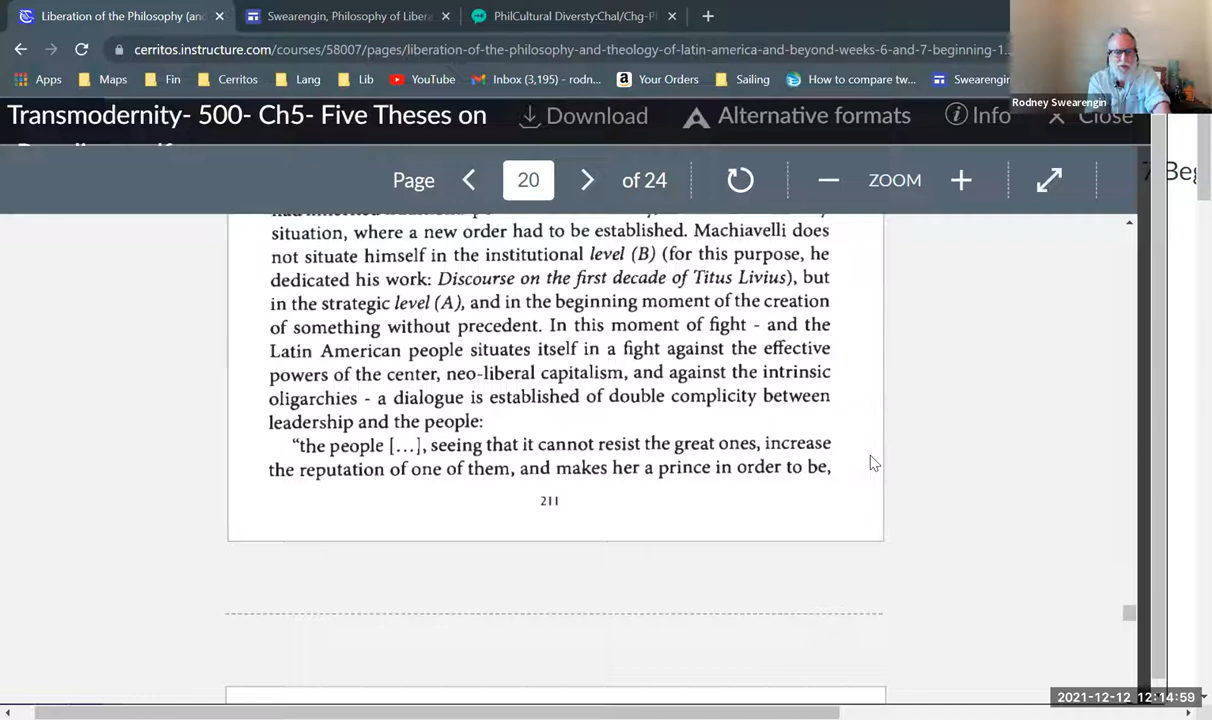 Liberation of the Philosophy (and
Swearengin, Philosophy of Libera
PhilCultural Diversty:Chal/Chg-P
cerritos.instructure.com/courses/58007/pages/liberation-of-the-philosophy-and-theology-of-latin-america-and-beyond-weeks-6-and-7-beginning-1...
Apps Maps Fin Cerritos Lang Lib YouTube Inbox (3,195) - rodn... Your Orders Sailing How to compare tw... Swearengin
Rodney Swearengin
Transmodernity- 500- Ch5- Five Theses on
Download Alternative formats Info Close
Page 20 of 24 ZOOM
7 Beg
situation, where a new order had to be established. Machiavelli does
not situate himself in the institutional level (B) (for this purpose, he
dedicated his work: Discourse on the first decade of Titus Livius), but
in the strategic level (A), and in the beginning moment of the creation
of something without precedent. In this moment of fight - and the
Latin American people situates itself in a fight against the effective
powers of the center, neo-liberal capitalism, and against the intrinsic
oligarchies - a dialogue is established of double complicity between
leadership and the people:
“the people [...], seeing that it cannot resist the great ones, increase
the reputation of one of them, and makes her a prince in order to be,
211
2021-12-12 12:14:59